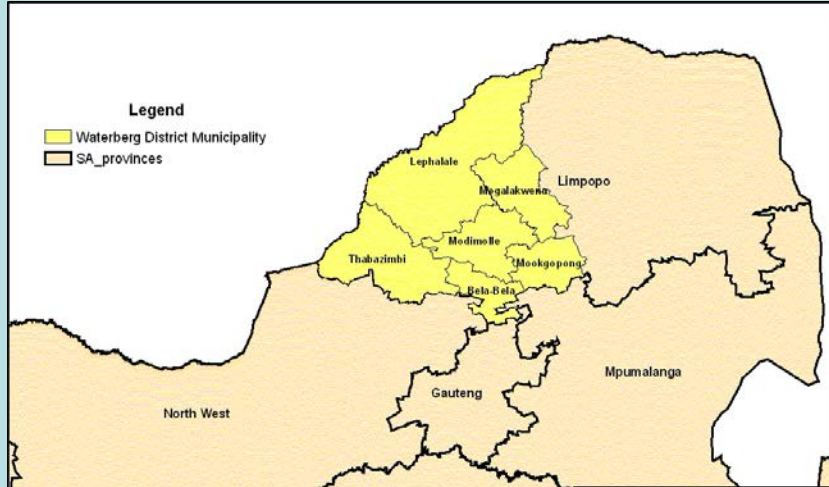 Legend
Waterberg District Municipality
SA_provinces
Lephalale
Mogalakwena
Limpopo
Modimolle
Thabazimbi
Mookgopong
Bela-Bela
Mpumalanga
Gauteng
North West